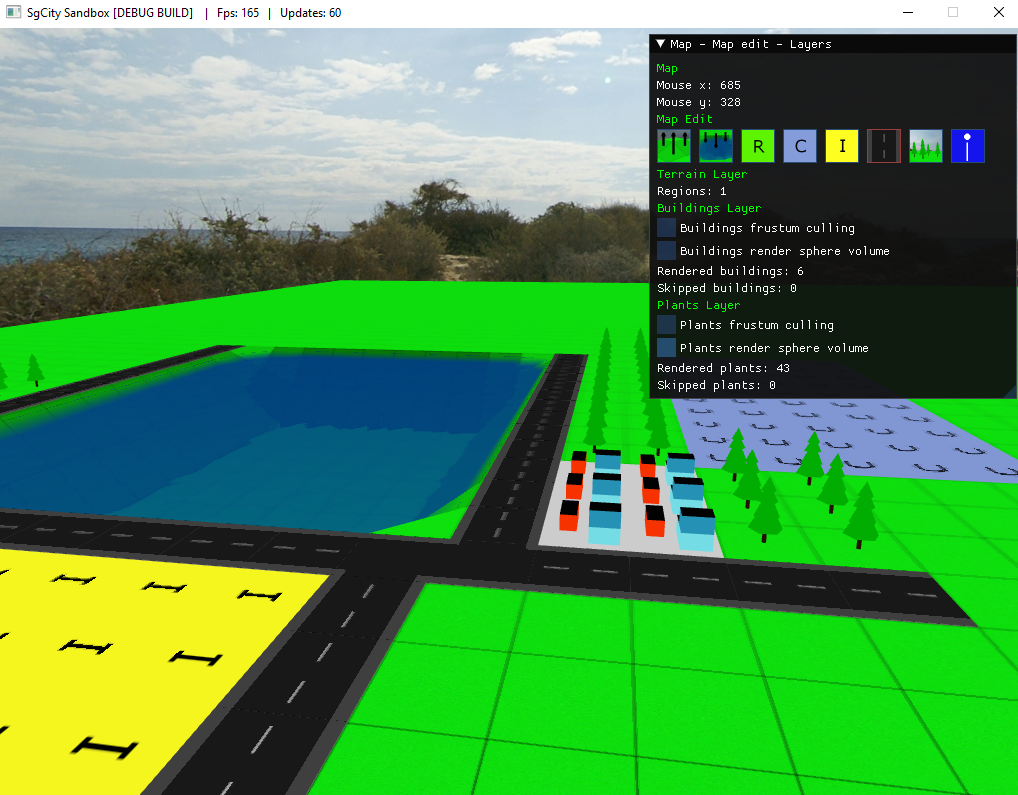 SgCity Sandbox [DEBUG BUILD] | Fps: 165 | Updates: 60
Map - Map edit - Layers
Map
Mouse x: 685
Mouse y: 328
Map Edit
R C I
Terrain Layer
Regions: 1
Buildings Layer
Buildings frustum culling
Buildings render sphere volume
Rendered buildings: 6
Skipped buildings: 0
Plants Layer
Plants frustum culling
Plants render sphere volume
Rendered plants: 43
Skipped plants: 0